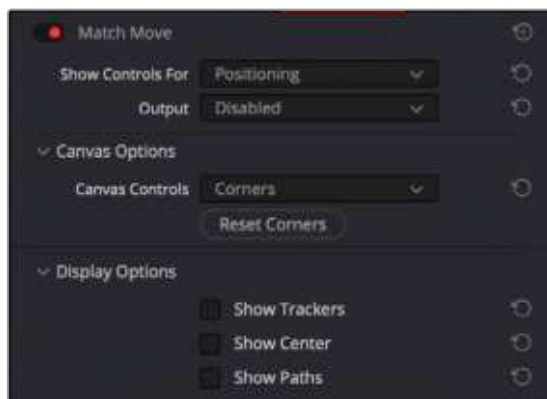 Match Move
Show Controls For Positioning
Output Disabled
Canvas Options
Canvas Controls Corners
Reset Corners
Display Options
Show Trackers
Show Center
Show Paths